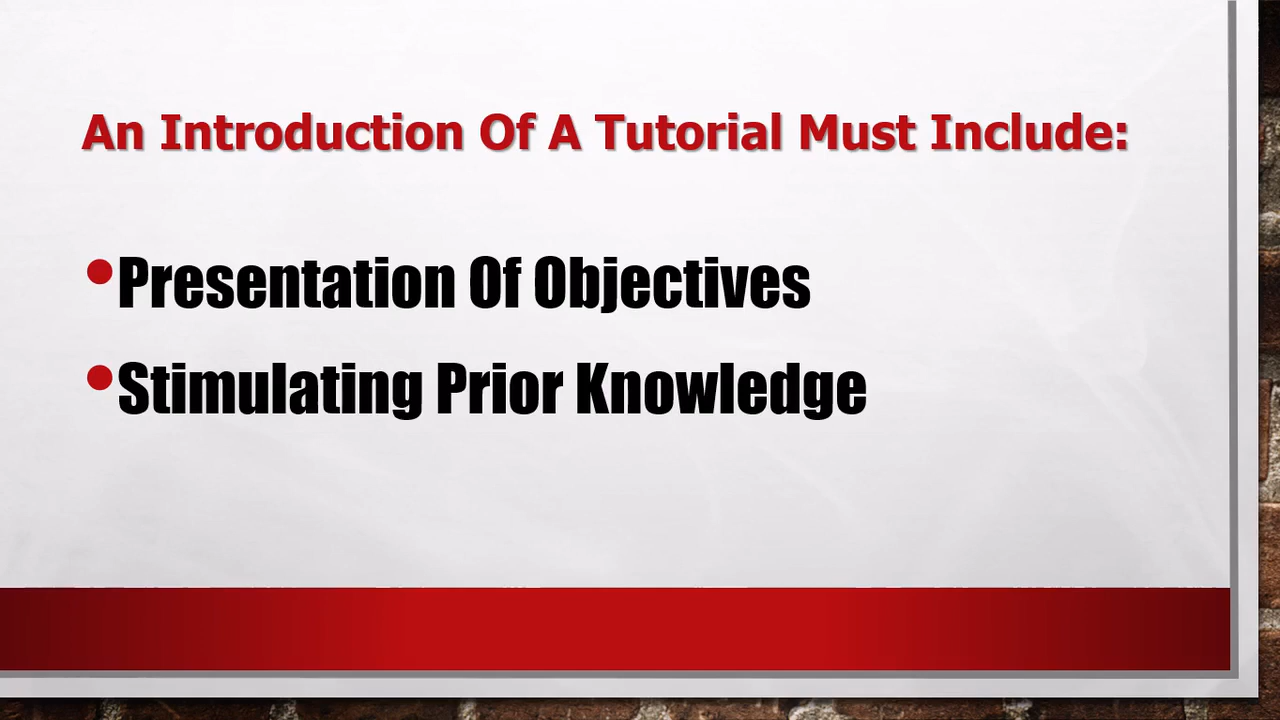 An Introduction Of A Tutorial Must Include:
•Presentation Of Objectives
•Stimulating Prior Knowledge